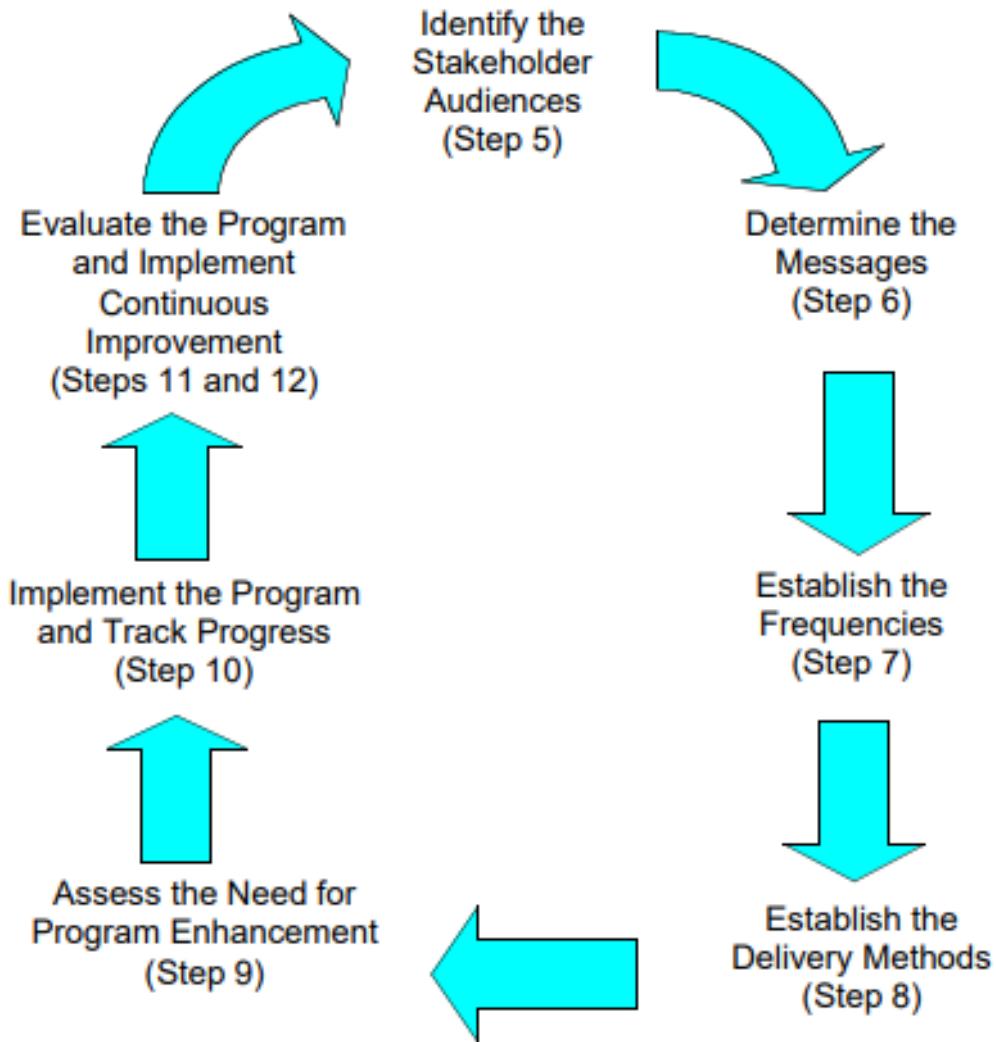 Identify the
Stakeholder
Audiences
(Step 5)
Determine the
Messages
(Step 6)
Establish the
Frequencies
(Step 7)
Establish the
Delivery Methods
(Step 8)
Assess the Need for
Program Enhancement
(Step 9)
Implement the Program
and Track Progress
(Step 10)
Evaluate the Program
and Implement
Continuous
Improvement
(Steps 11 and 12)